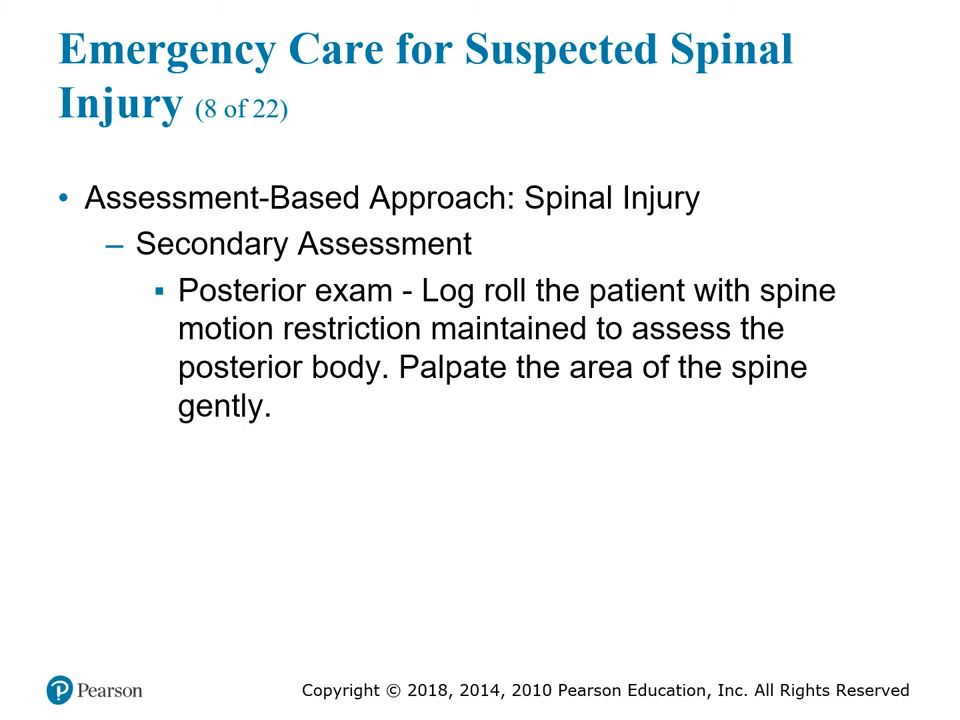 Emergency Care for Suspected Spinal
Injury (8 of 22)
• Assessment-Based Approach: Spinal Injury
– Secondary Assessment
▪ Posterior exam - Log roll the patient with spine
motion restriction maintained to assess the
posterior body. Palpate the area of the spine
gently.
Pearson
Copyright © 2018, 2014, 2010 Pearson Education, Inc. All Rights Reserved